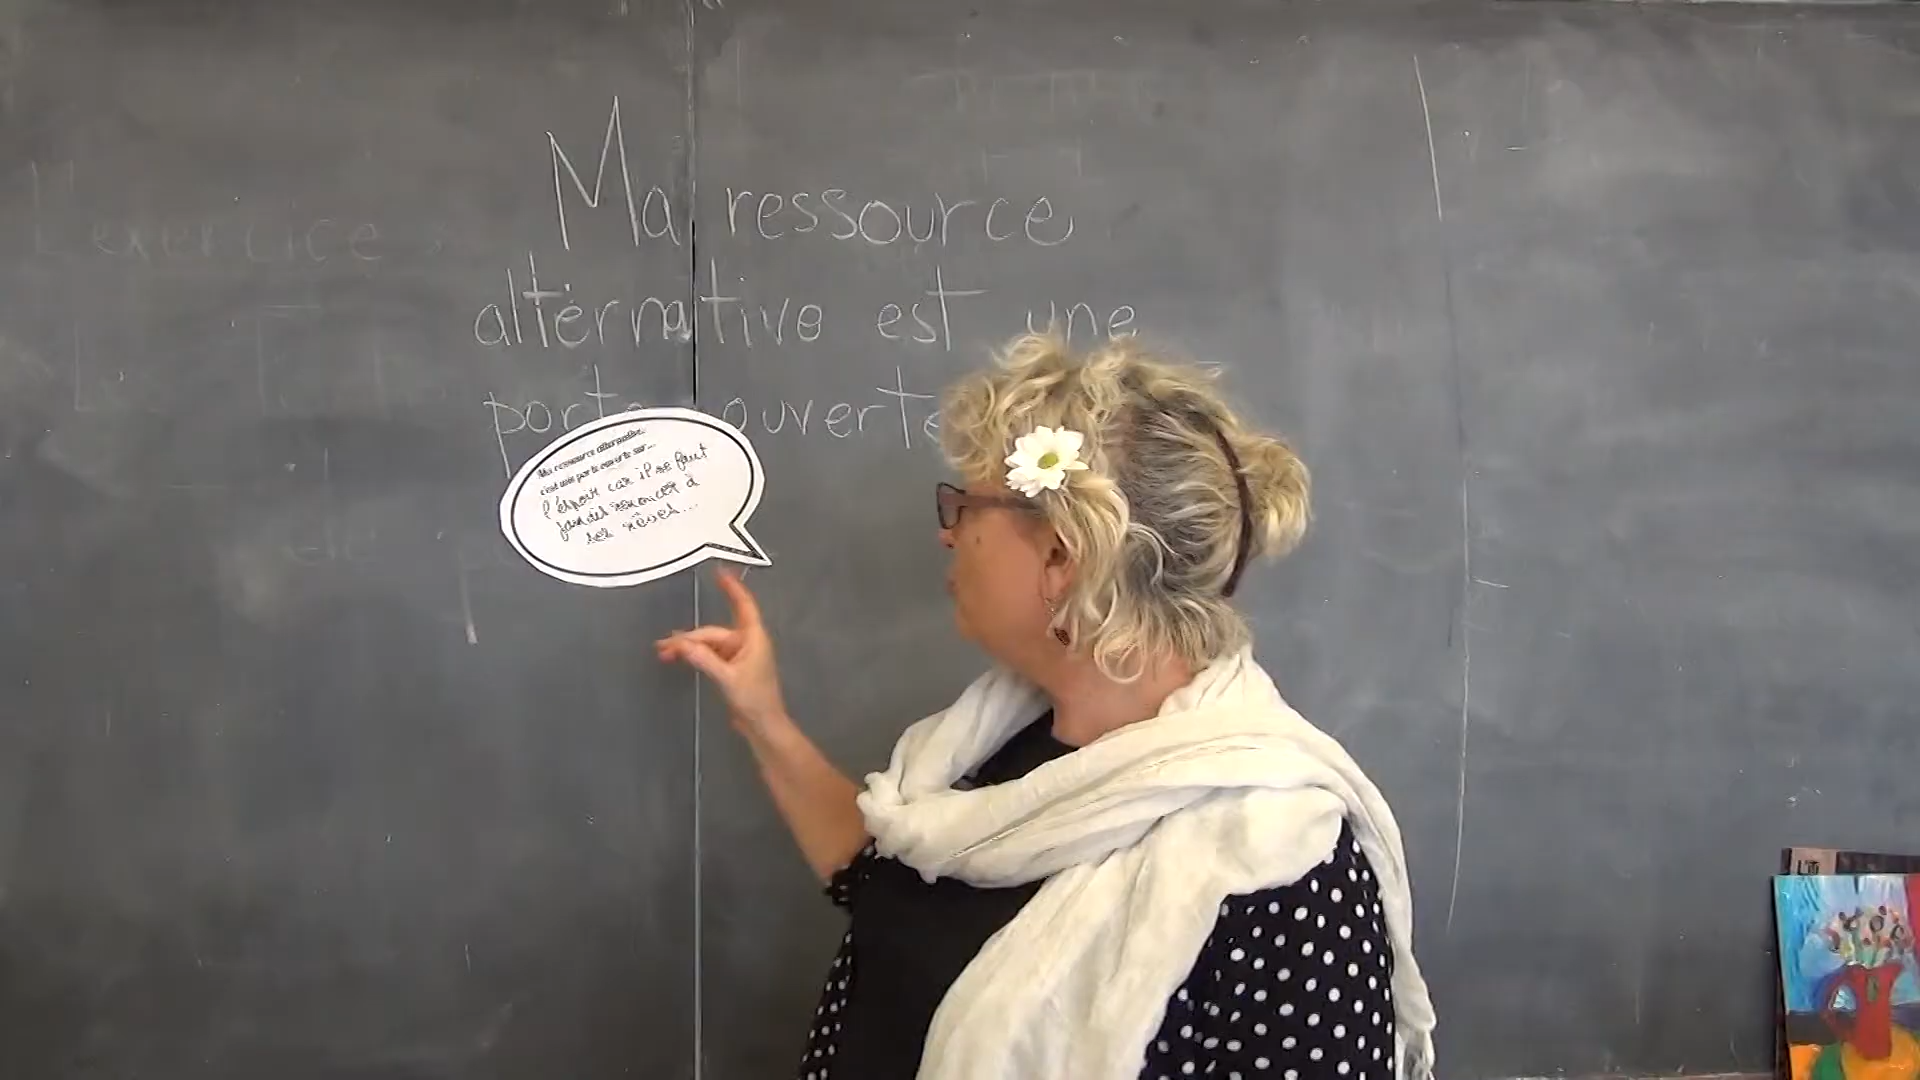 Ma ressource
alternative est une
porte ouverte
Ma ressource alternative
c'est une porte ouverte sur...
l'espoir car il ne faut
jamais renoncer à
ses rêves...
L'exercice
de